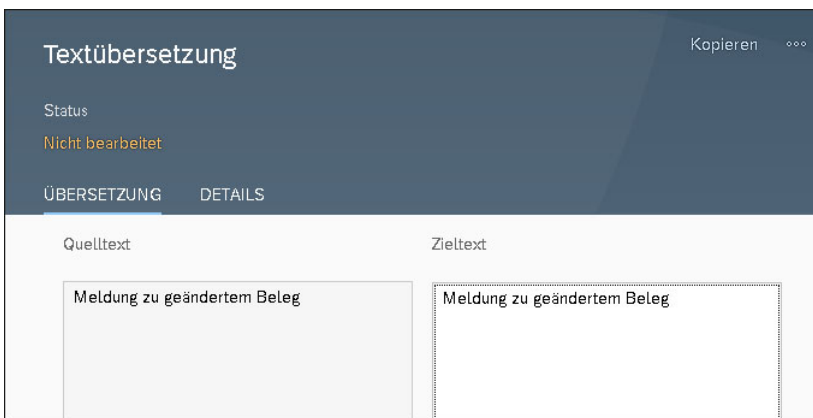 Textübersetzung
Kopieren
Status
Nicht bearbeitet
ÜBERSETZUNG DETAILS
Quelltext Zieltext
Meldung zu geändertem Beleg Meldung zu geändertem Beleg